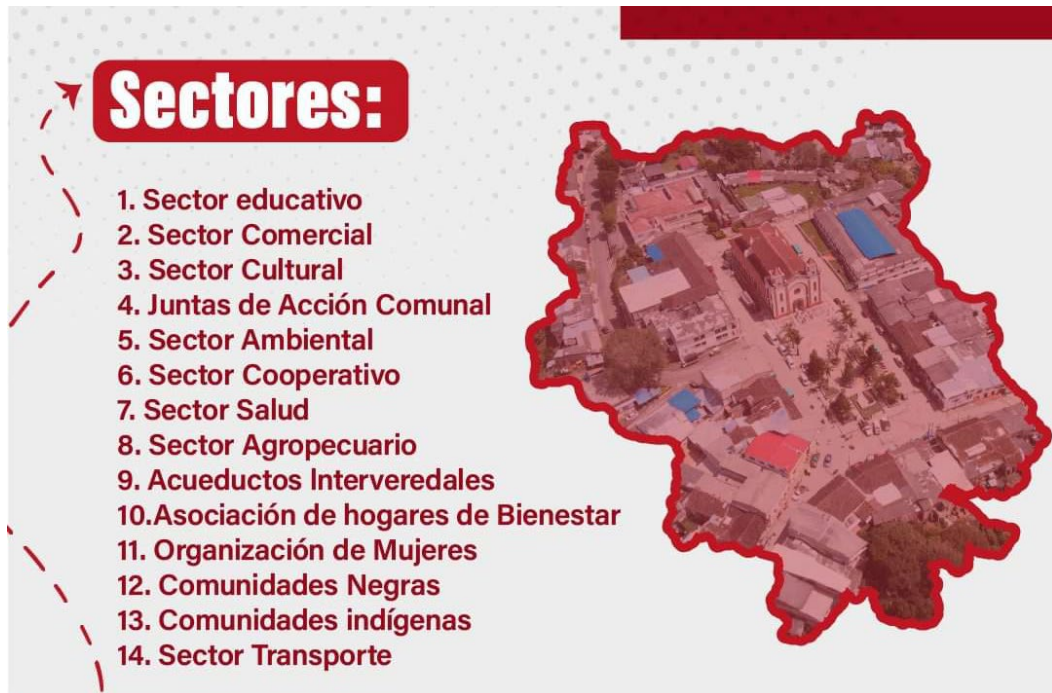 Sectores:
1. Sector educativo
2. Sector Comercial
3. Sector Cultural
4. Juntas de Acción Comunal
5. Sector Ambiental
6. Sector Cooperativo
7. Sector Salud
8. Sector Agropecuario
9. Acueductos Interveredales
10.Asociación de hogares de Bienestar
11. Organización de Mujeres
12. Comunidades Negras
13. Comunidades indígenas
14. Sector Transporte